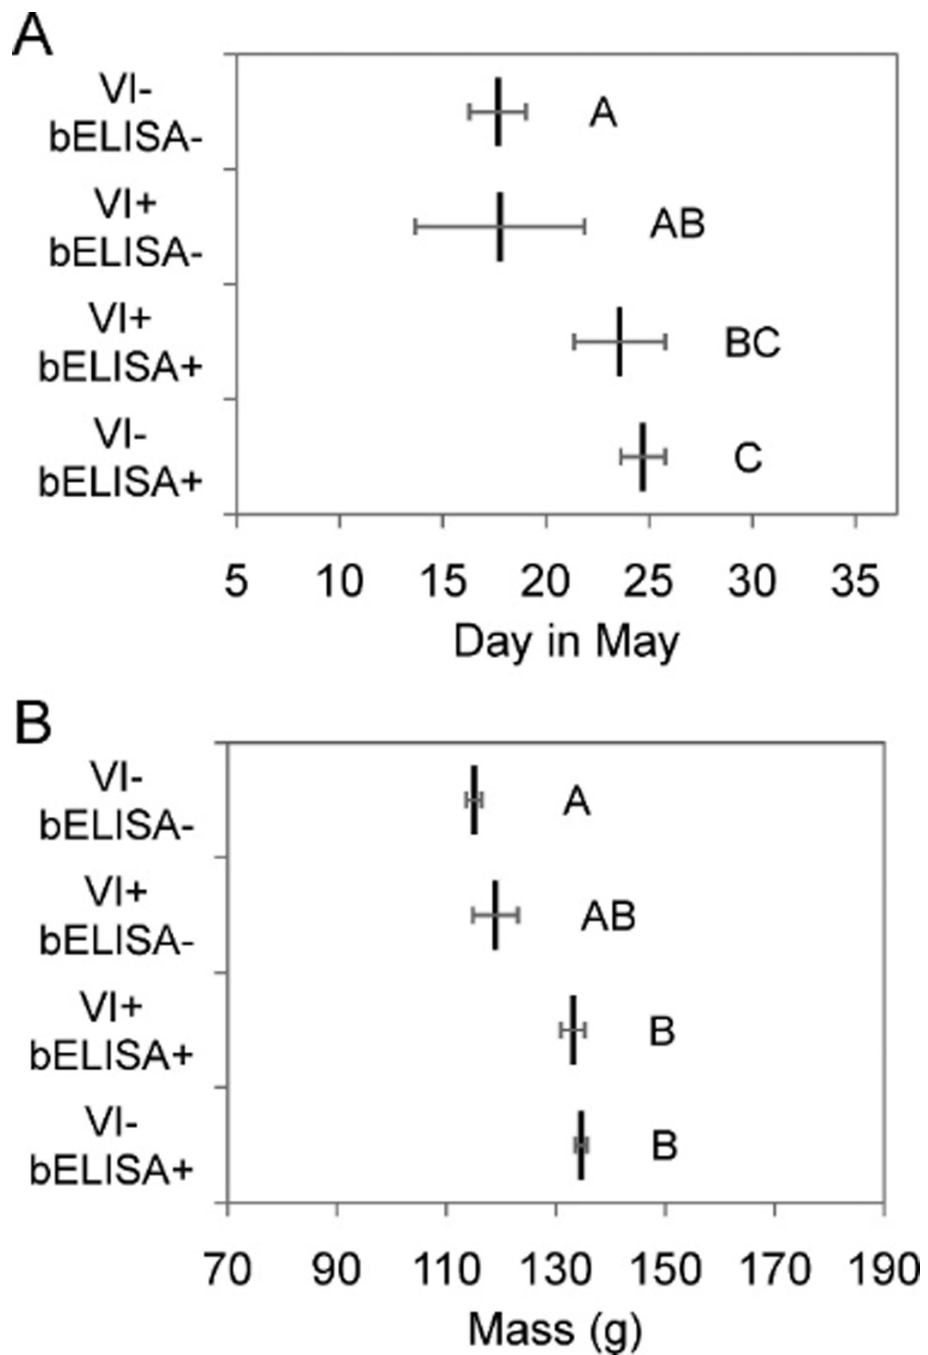 A
VI-
bELISA-
A
VI+
bELISA-
AB
VI+
bELISA+
BC
VI-
bELISA+
C
5 10 15 20 25 30 35
Day in May
B
VI-
bELISA-
A
VI+
bELISA-
AB
VI+
bELISA+
B
VI-
bELISA+
B
70 90 110 130 150 170 190
Mass (g)